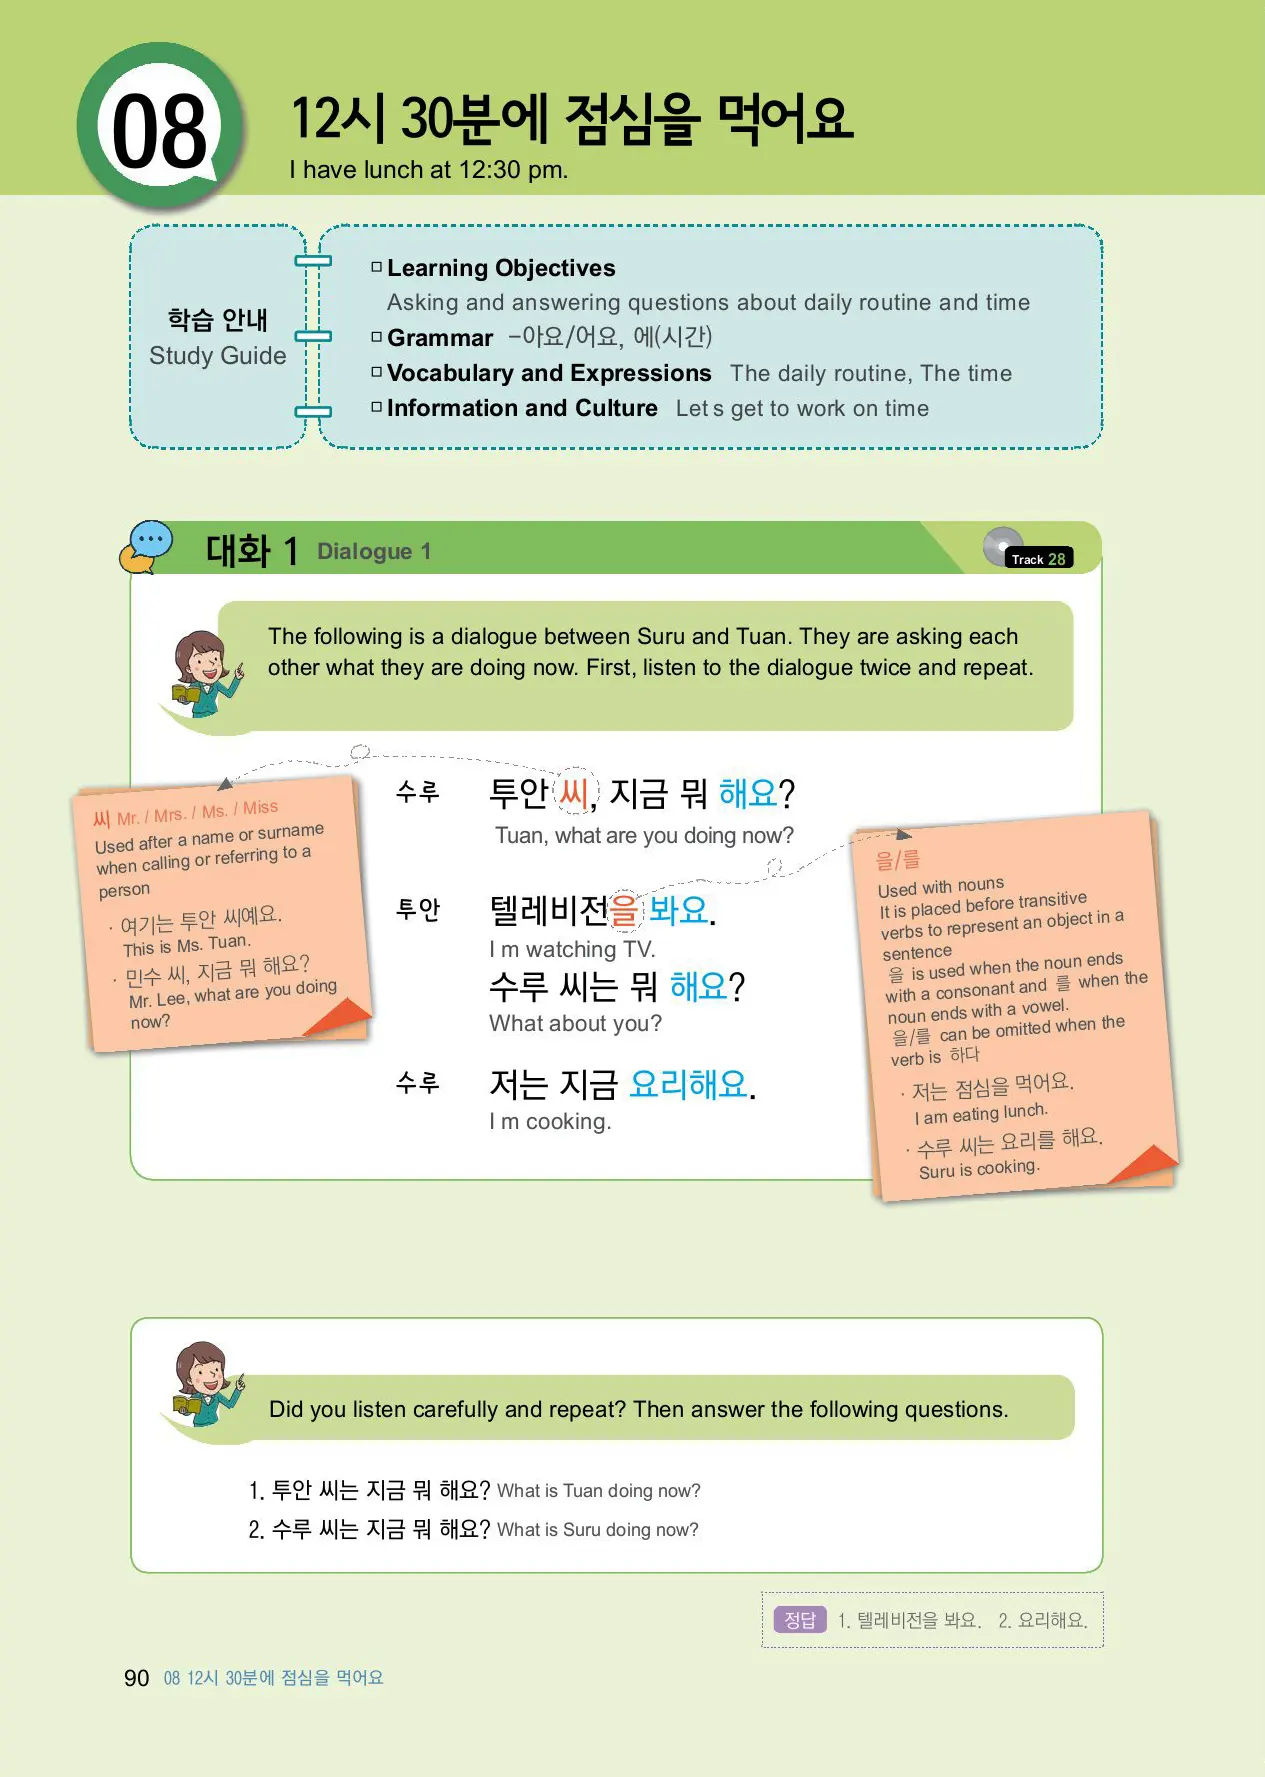 08
12시 30분에 점심을 먹어요
I have lunch at 12:30 pm.
학습 안내
Study Guide
Learning Objectives
Asking and answering questions about daily routine and time
Grammar -아요/어요, 에(시간)
Vocabulary and Expressions The daily routine, The time
Information and Culture Let s get to work on time
대화 1 Dialogue 1
Track 28
The following is a dialogue between Suru and Tuan. They are asking each
other what they are doing now. First, listen to the dialogue twice and repeat.
수루 투안 씨, 지금 뭐 해요?
Tuan, what are you doing now?
투안 텔레비전을 봐요.
I m watching TV.
수루 씨는 뭐 해요?
What about you?
수루 저는 지금 요리해요.
I m cooking.
씨 Mr. / Mrs. / Ms. / Miss
Used after a name or surname
when calling or referring to a
person
· 여기는 투안 씨예요.
This is Ms. Tuan.
· 민수 씨, 지금 뭐 해요?
Mr. Lee, what are you doing
now?
을/를
Used with nouns
It is placed before transitive
verbs to represent an object in a
sentence
을 is used when the noun ends
with a consonant and 를 when the
noun ends with a vowel.
을/를 can be omitted when the
verb is 하다
· 저는 점심을 먹어요.
I am eating lunch.
· 수루 씨는 요리를 해요.
Suru is cooking.
Did you listen carefully and repeat? Then answer the following questions.
1. 투안 씨는 지금 뭐 해요? What is Tuan doing now?
2. 수루 씨는 지금 뭐 해요? What is Suru doing now?
정답 1. 텔레비전을 봐요. 2. 요리해요.
90 08 12시 30분에 점심을 먹어요